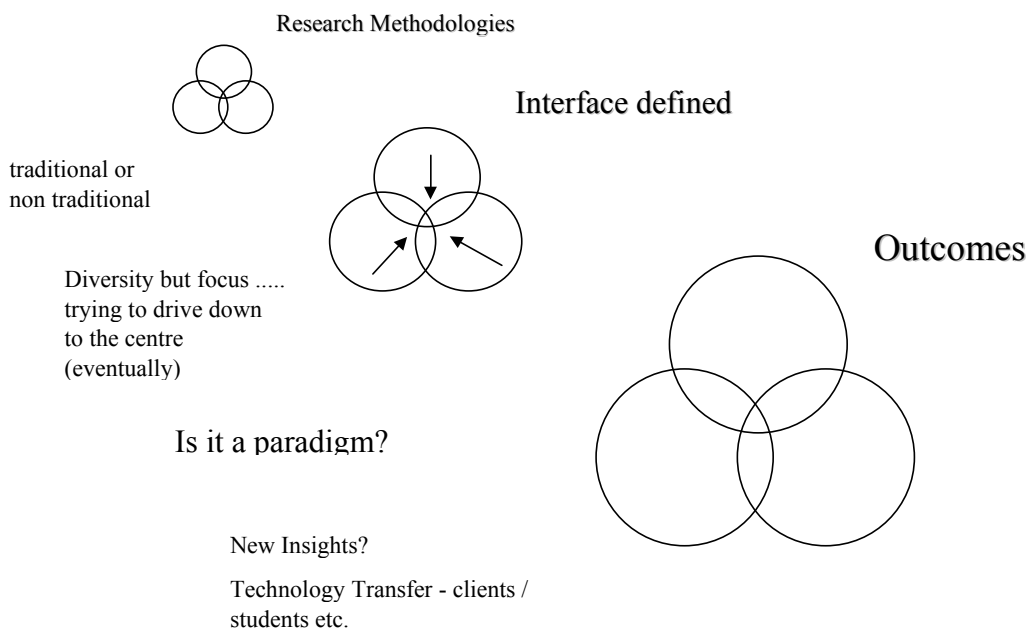 Research Methodologies
Interface defined
traditional or
non traditional
Outcomes
Diversity but focus .....
trying to drive down
to the centre
(eventually)
Is it a paradigm?
New Insights?
Technology Transfer - clients /
students etc.